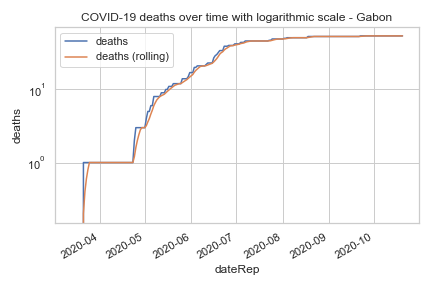 COVID-19 deaths over time with logarithmic scale - Gabon
deaths
deaths (rolling)
10¹
10⁰
deaths
2020-04
2020-05
2020-06
2020-07
2020-08
2020-09
2020-10
dateRep